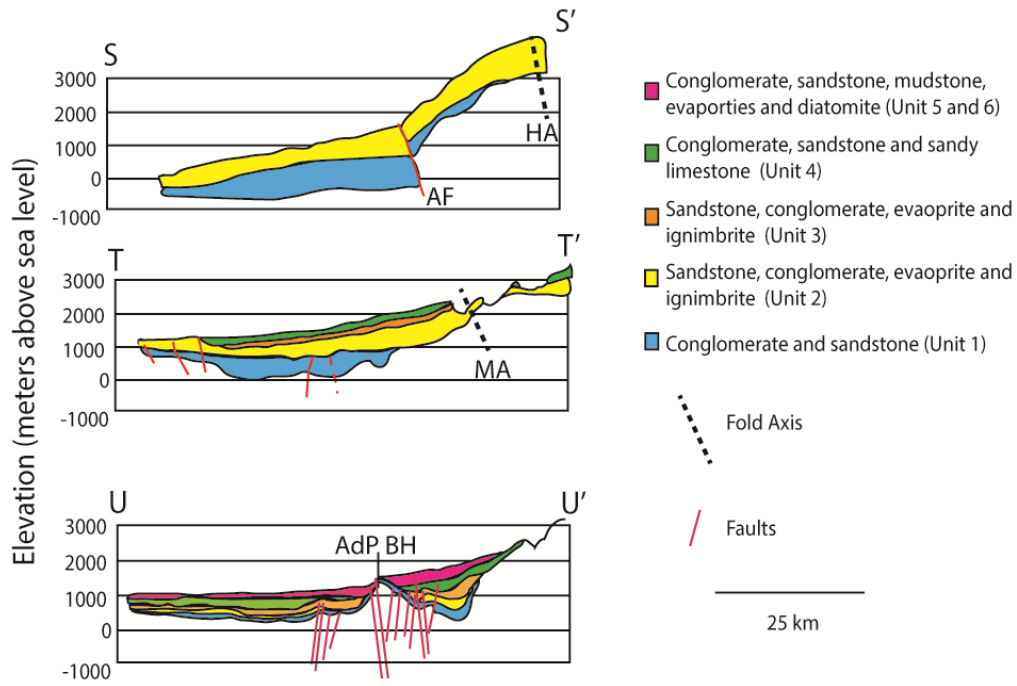 S
S′
3000
2000
1000
0
-1000
HA
AF
T
T′
3000
2000
1000
0
-1000
MA
U
U′
3000
2000
1000
0
-1000
AdP BH
Elevation (meters above sea level)
Conglomerate, sandstone, mudstone,
evaporties and diatomite (Unit 5 and 6)
Conglomerate, sandstone and sandy
limestone (Unit 4)
Sandstone, conglomerate, evaoprite and
ignimbrite (Unit 3)
Sandstone, conglomerate, evaoprite and
ignimbrite (Unit 2)
Conglomerate and sandstone (Unit 1)
Fold Axis
Faults
25 km